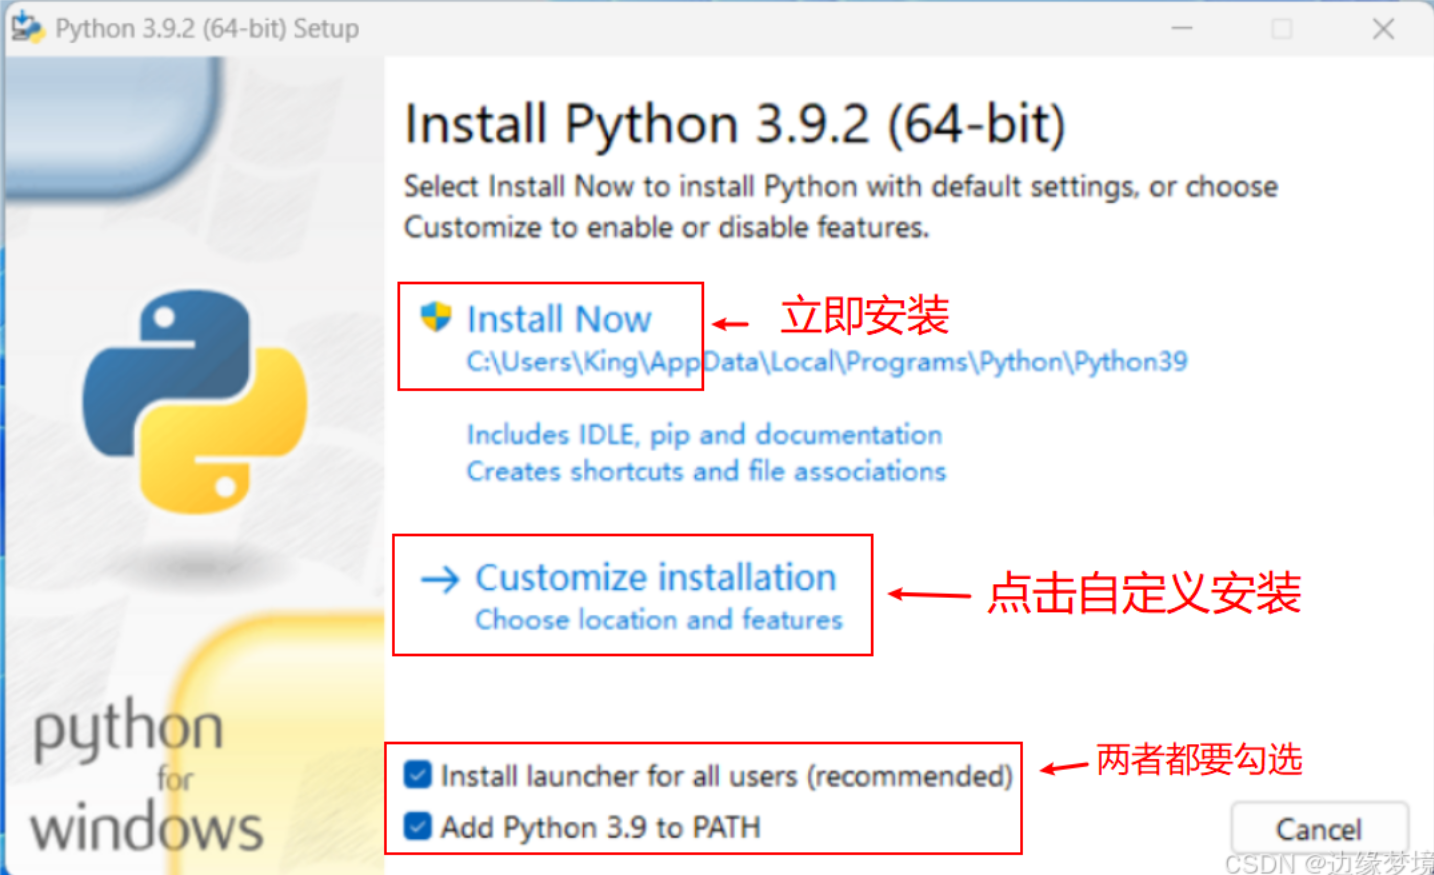 Python 3.9.2 (64-bit) Setup
Install Python 3.9.2 (64-bit)
Select Install Now to install Python with default settings, or choose
Customize to enable or disable features.
Install Now
立即安装
C:\Users\King\AppData\Local\Programs\Python\Python39
Includes IDLE, pip and documentation
Creates shortcuts and file associations
Customize installation
点击自定义安装
Choose location and features
python
for
windows
两者都要勾选
Install launcher for all users (recommended)
Add Python 3.9 to PATH
Cancel
CSDN @边缘梦境